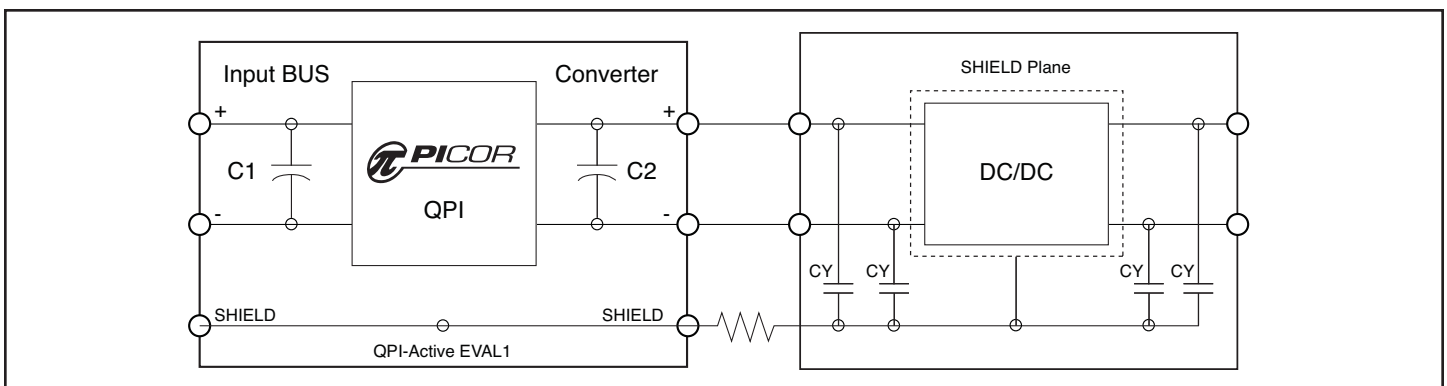 Input BUS
Converter
SHIELD Plane
+
+
C1
π PICOR
QPI
C2
DC/DC
-
-
CY
CY
CY
CY
SHIELD
SHIELD
QPI-Active EVAL1